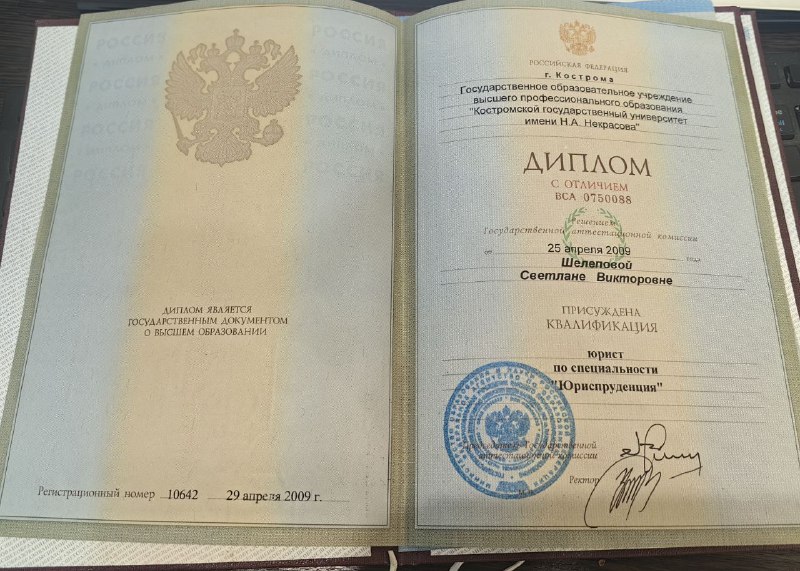 РОССИЯ
ДИПЛОМ ЯВЛЯЕТСЯ
ГОСУДАРСТВЕННЫМ ДОКУМЕНТОМ
О ВЫСШЕМ ОБРАЗОВАНИИ
Регистрационный номер 10642 29 апреля 2009 г.
РОССИЙСКАЯ ФЕДЕРАЦИЯ
г. Кострома
Государственное образовательное учреждение
высшего профессионального образования
"Костромской государственный университет
имени Н.А. Некрасова"
ДИПЛОМ
С ОТЛИЧИЕМ
ВСА 0750088
Решением
Государственной аттестационной комиссии
от 25 апреля 2009 года
Шелеповой
Светлане Викторовне
ПРИСУЖДЕНА
КВАЛИФИКАЦИЯ
юрист
по специальности
"Юриспруденция"
Председатель Государственной
аттестационной комиссии
Ректор
М.П.